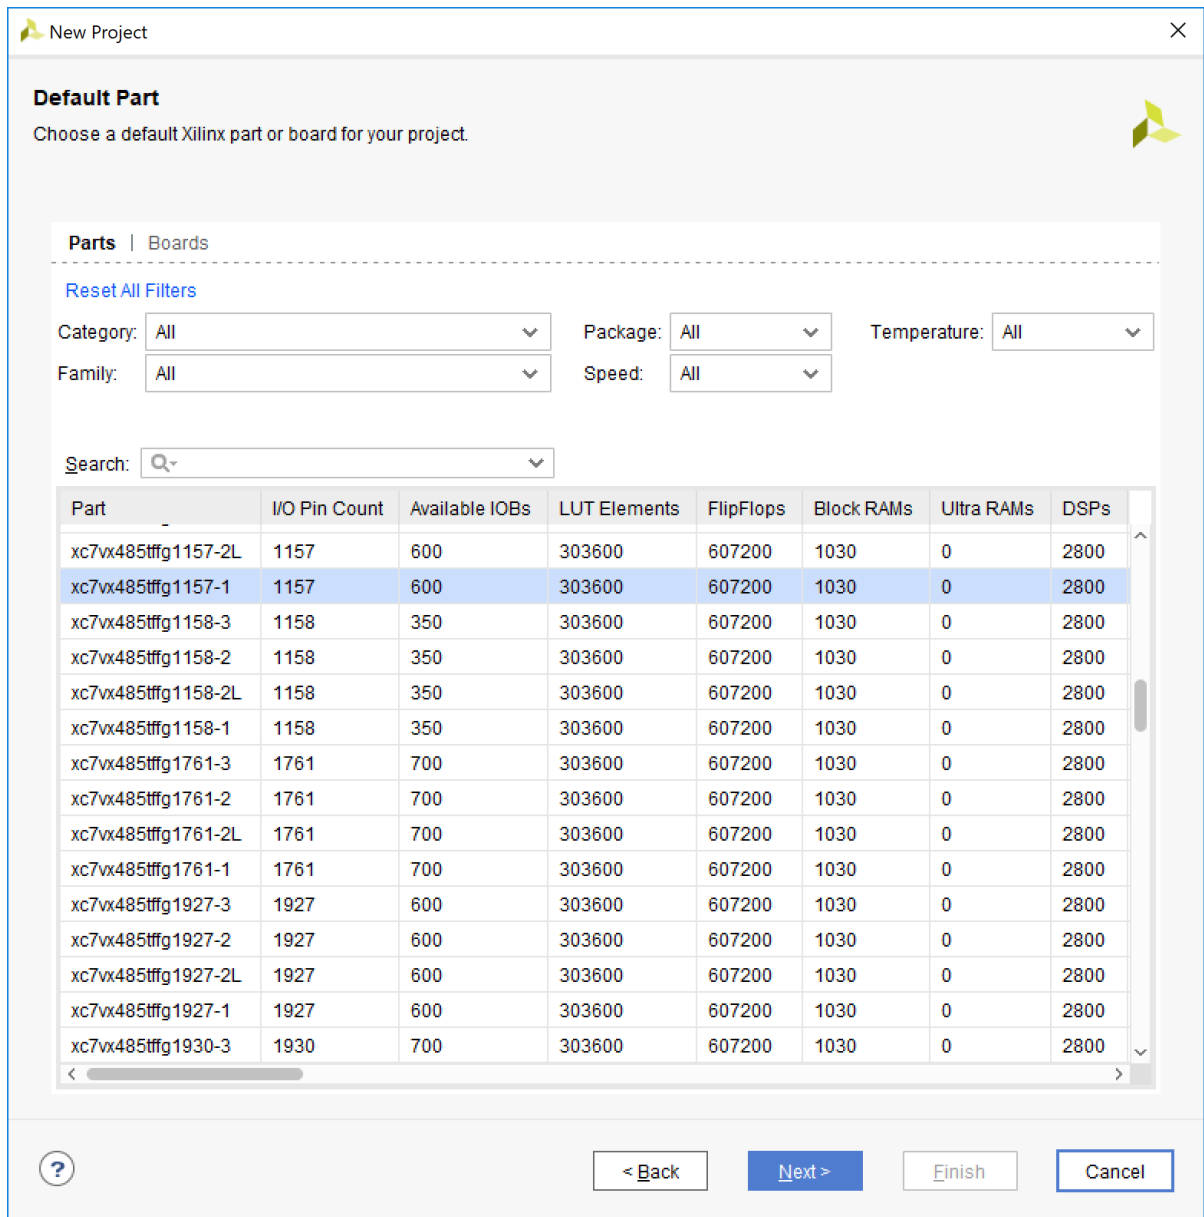 New Project
Default Part
Choose a default Xilinx part or board for your project.
Parts | Boards
Reset All Filters
Category: All Package: All Temperature: All
Family: All Speed: All
Search:
Part I/O Pin Count Available IOBs LUT Elements FlipFlops Block RAMs Ultra RAMs DSPs
xc7vx485tffg1157-2L 1157 600 303600 607200 1030 0 2800
xc7vx485tffg1157-1 1157 600 303600 607200 1030 0 2800
xc7vx485tffg1158-3 1158 350 303600 607200 1030 0 2800
xc7vx485tffg1158-2 1158 350 303600 607200 1030 0 2800
xc7vx485tffg1158-2L 1158 350 303600 607200 1030 0 2800
xc7vx485tffg1158-1 1158 350 303600 607200 1030 0 2800
xc7vx485tffg1761-3 1761 700 303600 607200 1030 0 2800
xc7vx485tffg1761-2 1761 700 303600 607200 1030 0 2800
xc7vx485tffg1761-2L 1761 700 303600 607200 1030 0 2800
xc7vx485tffg1761-1 1761 700 303600 607200 1030 0 2800
xc7vx485tffg1927-3 1927 600 303600 607200 1030 0 2800
xc7vx485tffg1927-2 1927 600 303600 607200 1030 0 2800
xc7vx485tffg1927-2L 1927 600 303600 607200 1030 0 2800
xc7vx485tffg1927-1 1927 600 303600 607200 1030 0 2800
xc7vx485tffg1930-3 1930 700 303600 607200 1030 0 2800
? < Back Next > Finish Cancel